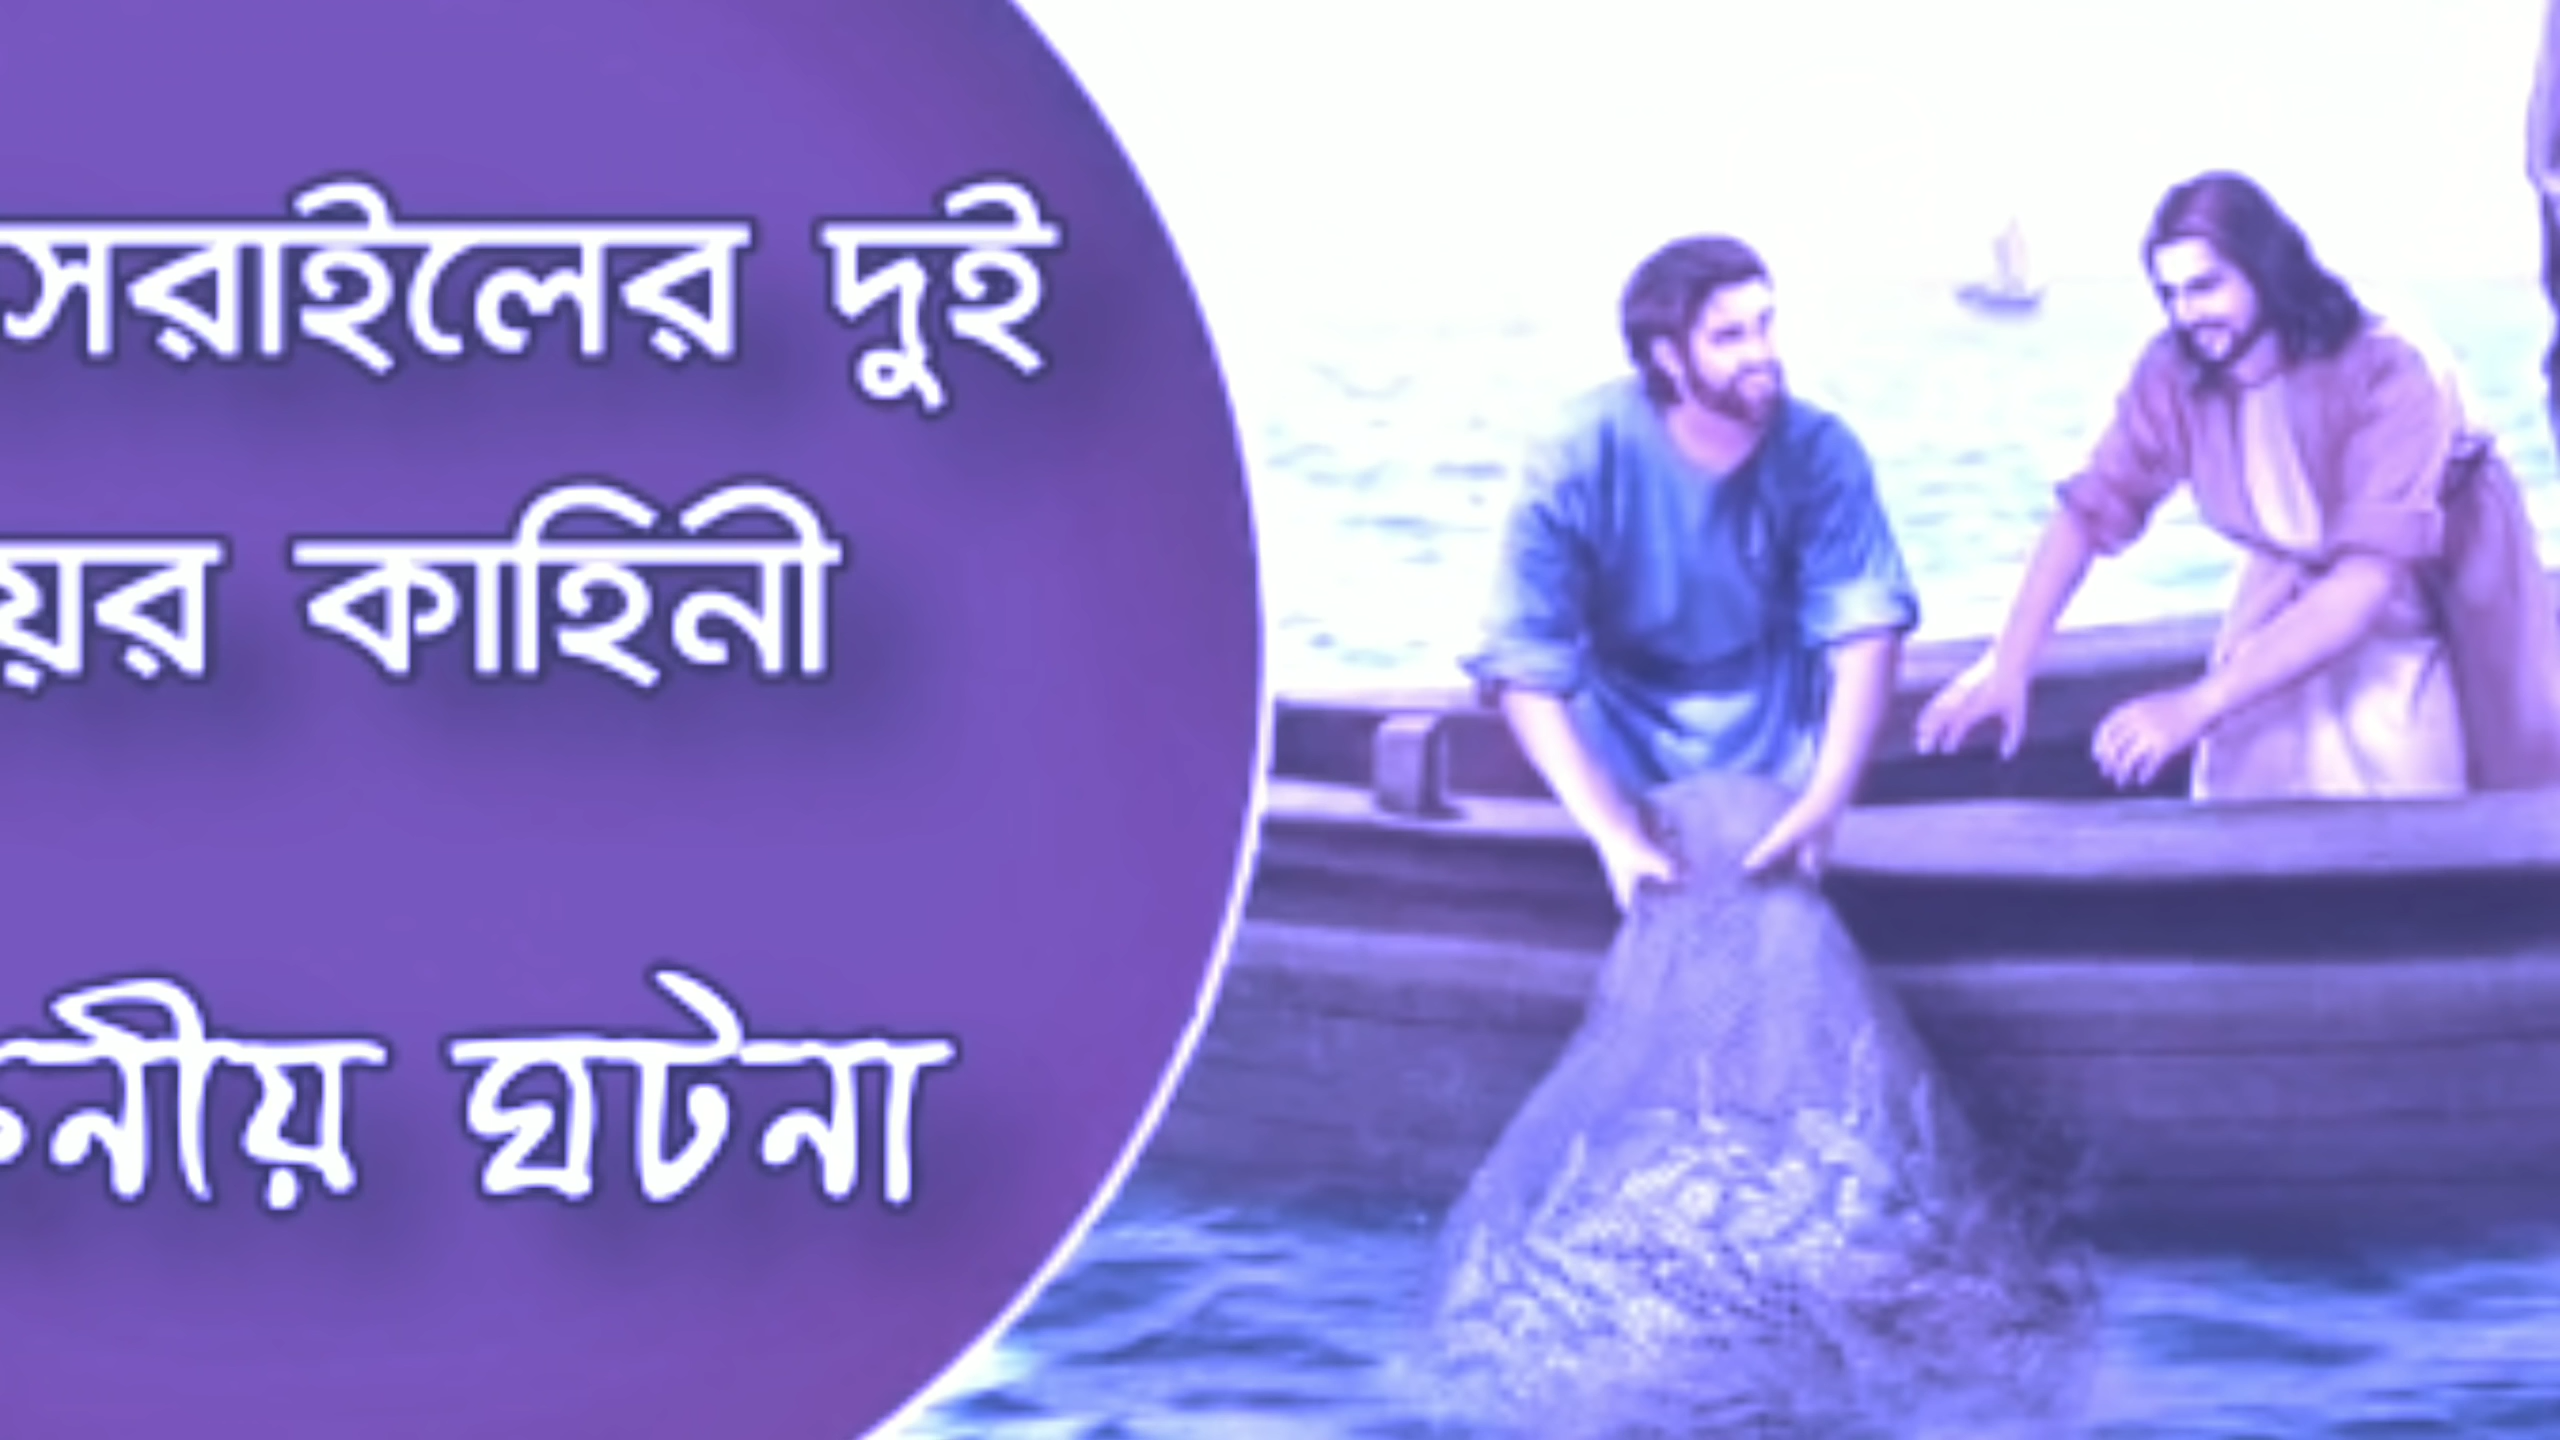 সরাইলের দুই
য়ের কাহিনী
নীয় ঘটনা